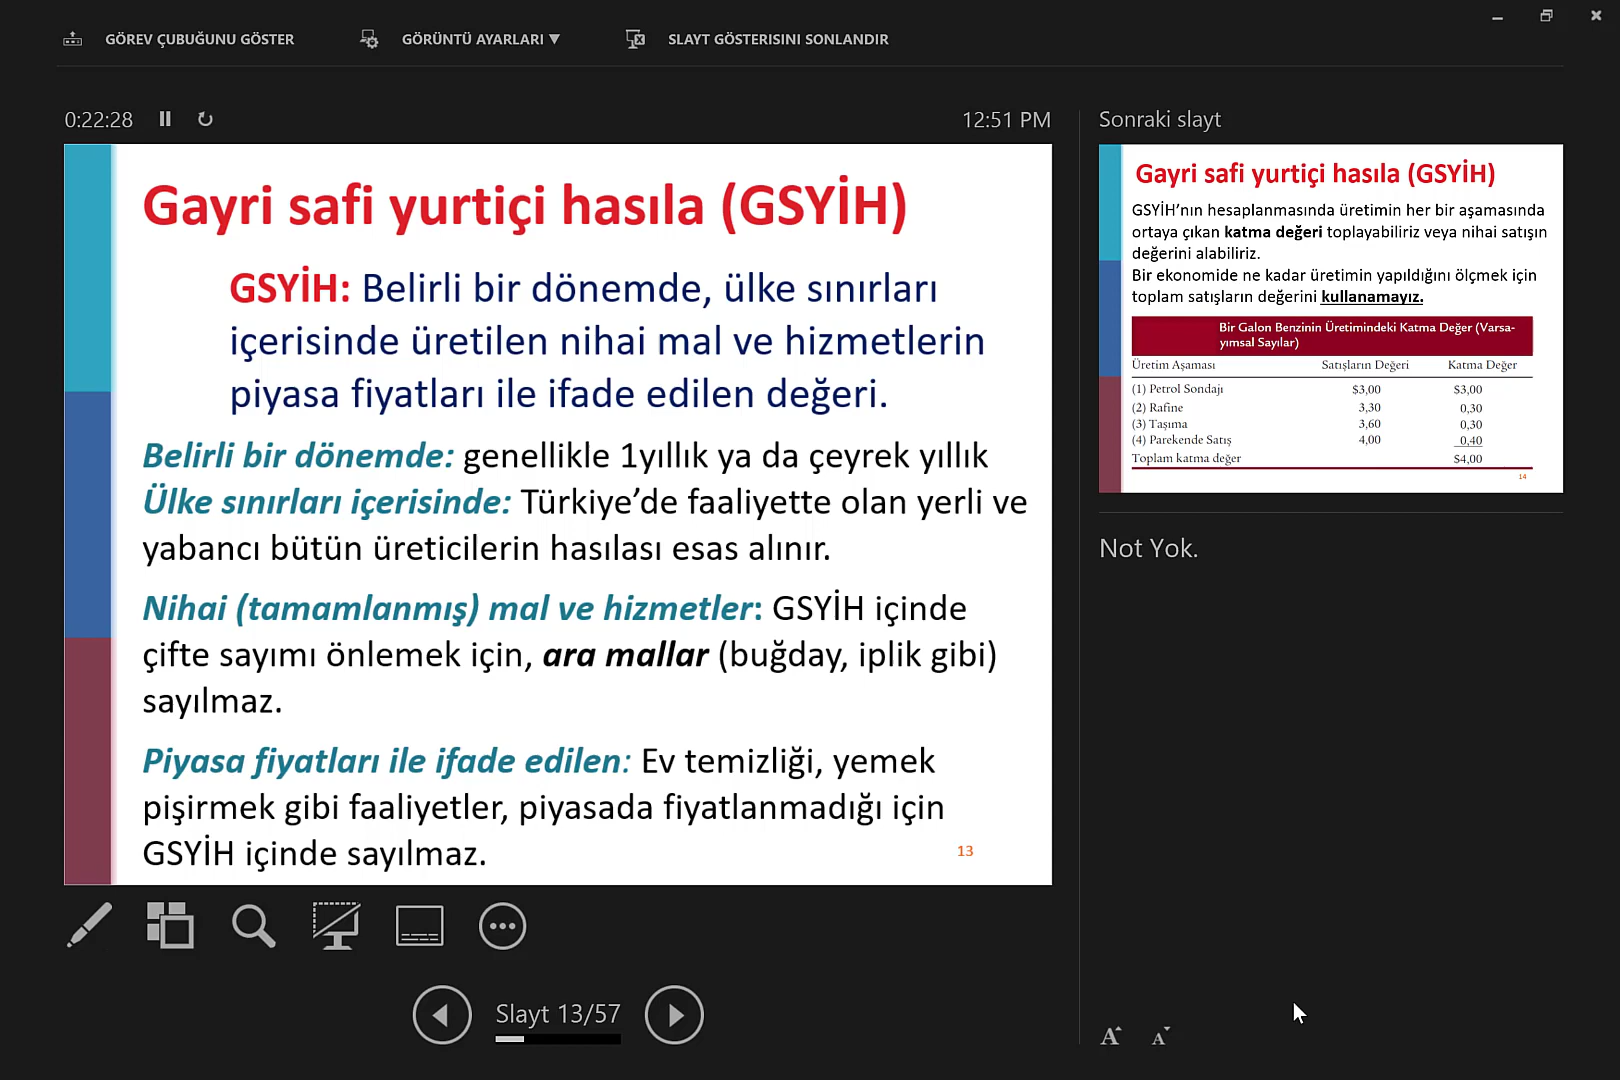 GÖREV ÇUBUĞUNU GÖSTER
GÖRÜNTÜ AYARLARI ▼
SLAYT GÖSTERISINI SONLANDIR
0:22:28
12:51 PM
Gayri safi yurtiçi hasıla (GSYİH)
GSYİH: Belirli bir dönemde, ülke sınırları
içerisinde üretilen nihai mal ve hizmetlerin
piyasa fiyatları ile ifade edilen değeri.
Belirli bir dönemde: genellikle 1yıllık ya da çeyrek yıllık
Ülke sınırları içerisinde: Türkiye’de faaliyette olan yerli ve
yabancı bütün üreticilerin hasılası esas alınır.
Nihai (tamamlanmış) mal ve hizmetler: GSYİH içinde
çifte sayımı önlemek için, ara mallar (buğday, iplik gibi)
sayılmaz.
Piyasa fiyatları ile ifade edilen: Ev temizliği, yemek
pişirmek gibi faaliyetler, piyasada fiyatlanmadığı için
GSYİH içinde sayılmaz.
13
Slayt 13/57
Sonraki slayt
Gayri safi yurtiçi hasıla (GSYİH)
GSYİH’nın hesaplanmasında üretimin her bir aşamasında
ortaya çıkan katma değeri toplayabiliriz veya nihai satışın
değerini alabiliriz.
Bir ekonomide ne kadar üretimin yapıldığını ölçmek için
toplam satışların değerini kullanamayız.
Bir Galon Benzinin Üretimindeki Katma Değer (Varsa-
yımsal Sayılar)
Üretim Aşaması Satışların Değeri Katma Değer
(1) Petrol Sondajı $3,00 $3,00
(2) Rafine 3,30 0,30
(3) Taşıma 3,60 0,30
(4) Parekende Satış 4,00 0,40
Toplam katma değer $4,00
14
Not Yok.
A A